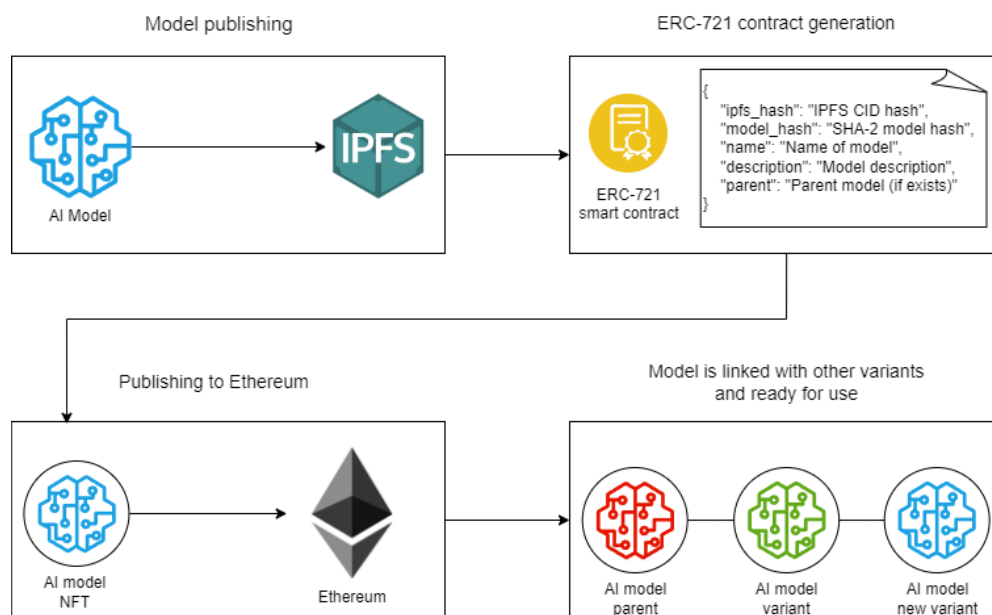 Model publishing
ERC-721 contract generation
AI Model
IPFS
ERC-721
smart contract
{
"ipfs_hash": "IPFS CID hash",
"model_hash": "SHA-2 model hash",
"name": "Name of model",
"description": "Model description",
"parent": "Parent model (if exists)"
}
Publishing to Ethereum
Model is linked with other variants
and ready for use
AI model
NFT
Ethereum
AI model
parent
AI model
variant
AI model
new variant